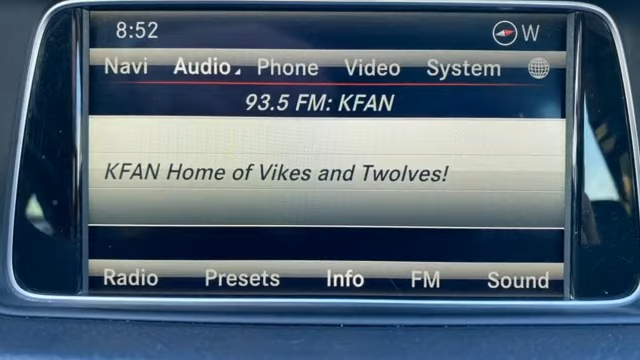 8:52 W
Navi Audio Phone Video System
93.5 FM: KFAN
KFAN Home of Vikes and Twolves!
Radio Presets Info FM Sound